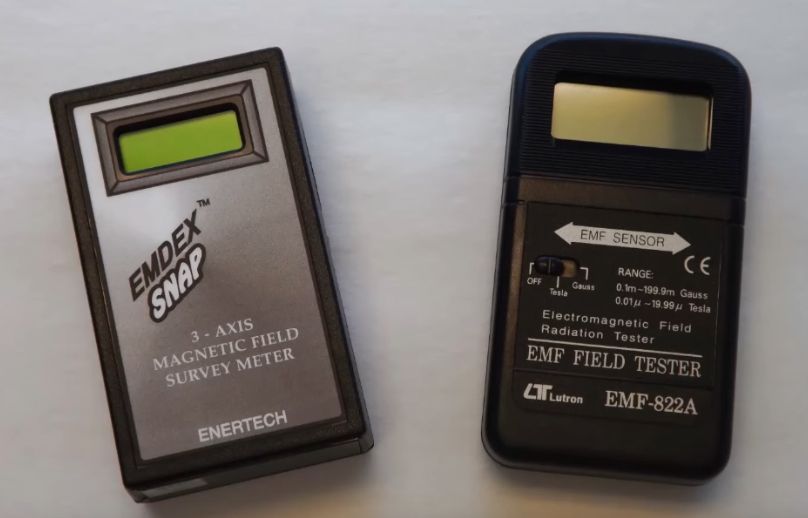 EMDEX™
SNAP
3 - AXIS
MAGNETIC FIELD
SURVEY METER
ENERTECH
EMF SENSOR
CE
OFF
Tesla
Gauss
RANGE:
0.1m~199.9m Gauss
0.01μ~19.99μ Tesla
Electromagnetic Field
Radiation Tester
EMF FIELD TESTER
Lutron EMF-822A